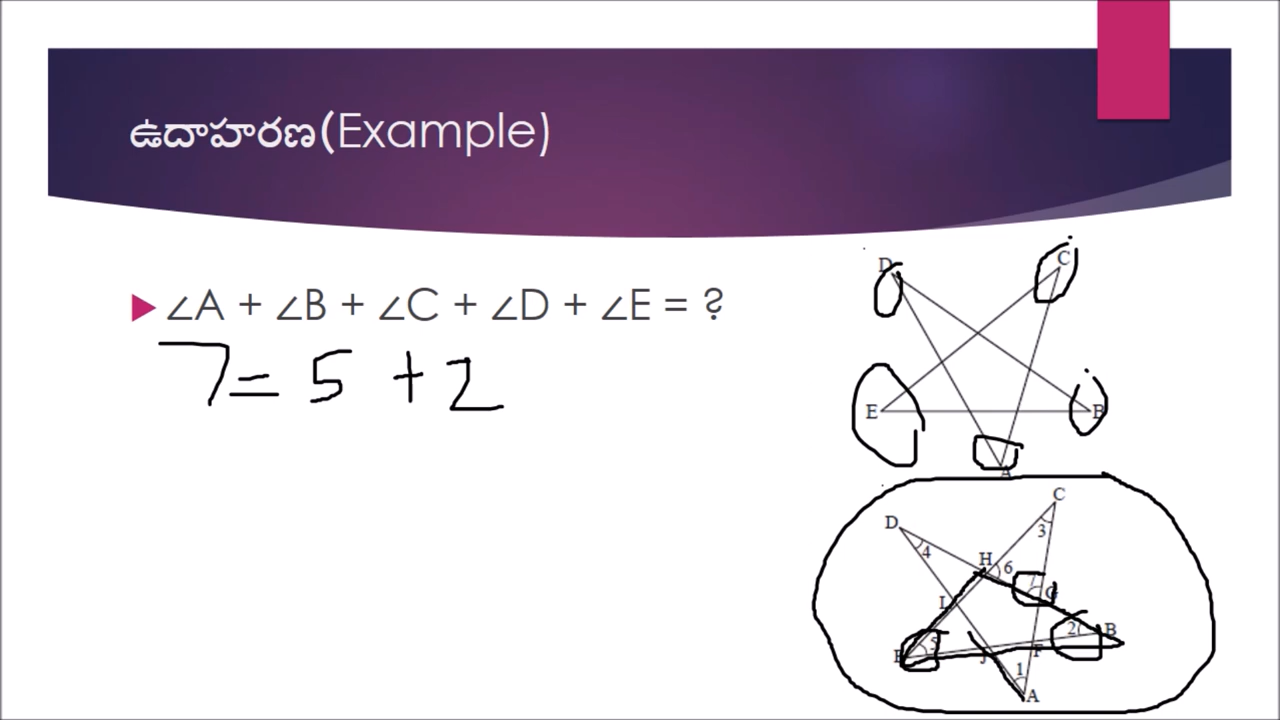 ఉదాహరణ(Example)
∠A + ∠B + ∠C + ∠D + ∠E = ?
7 = 5 + 2
D
C
E
B
A
C
D
3
4
H
6
G
I
2
B
5
J
F
1
A